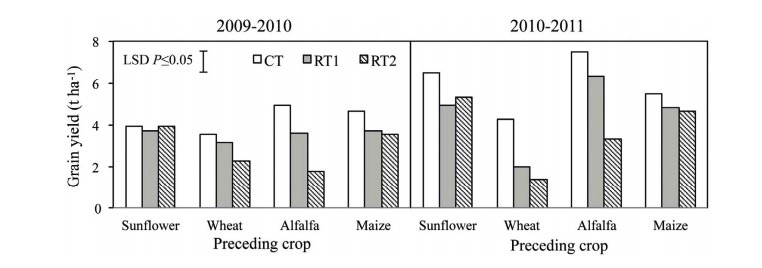 2009-2010 2010-2011
Grain yield (t ha⁻¹)
8
6
4
2
0
LSD P≤0.05 CT RT1 RT2
Sunflower Wheat Alfalfa Maize Sunflower Wheat Alfalfa Maize
Preceding crop Preceding crop